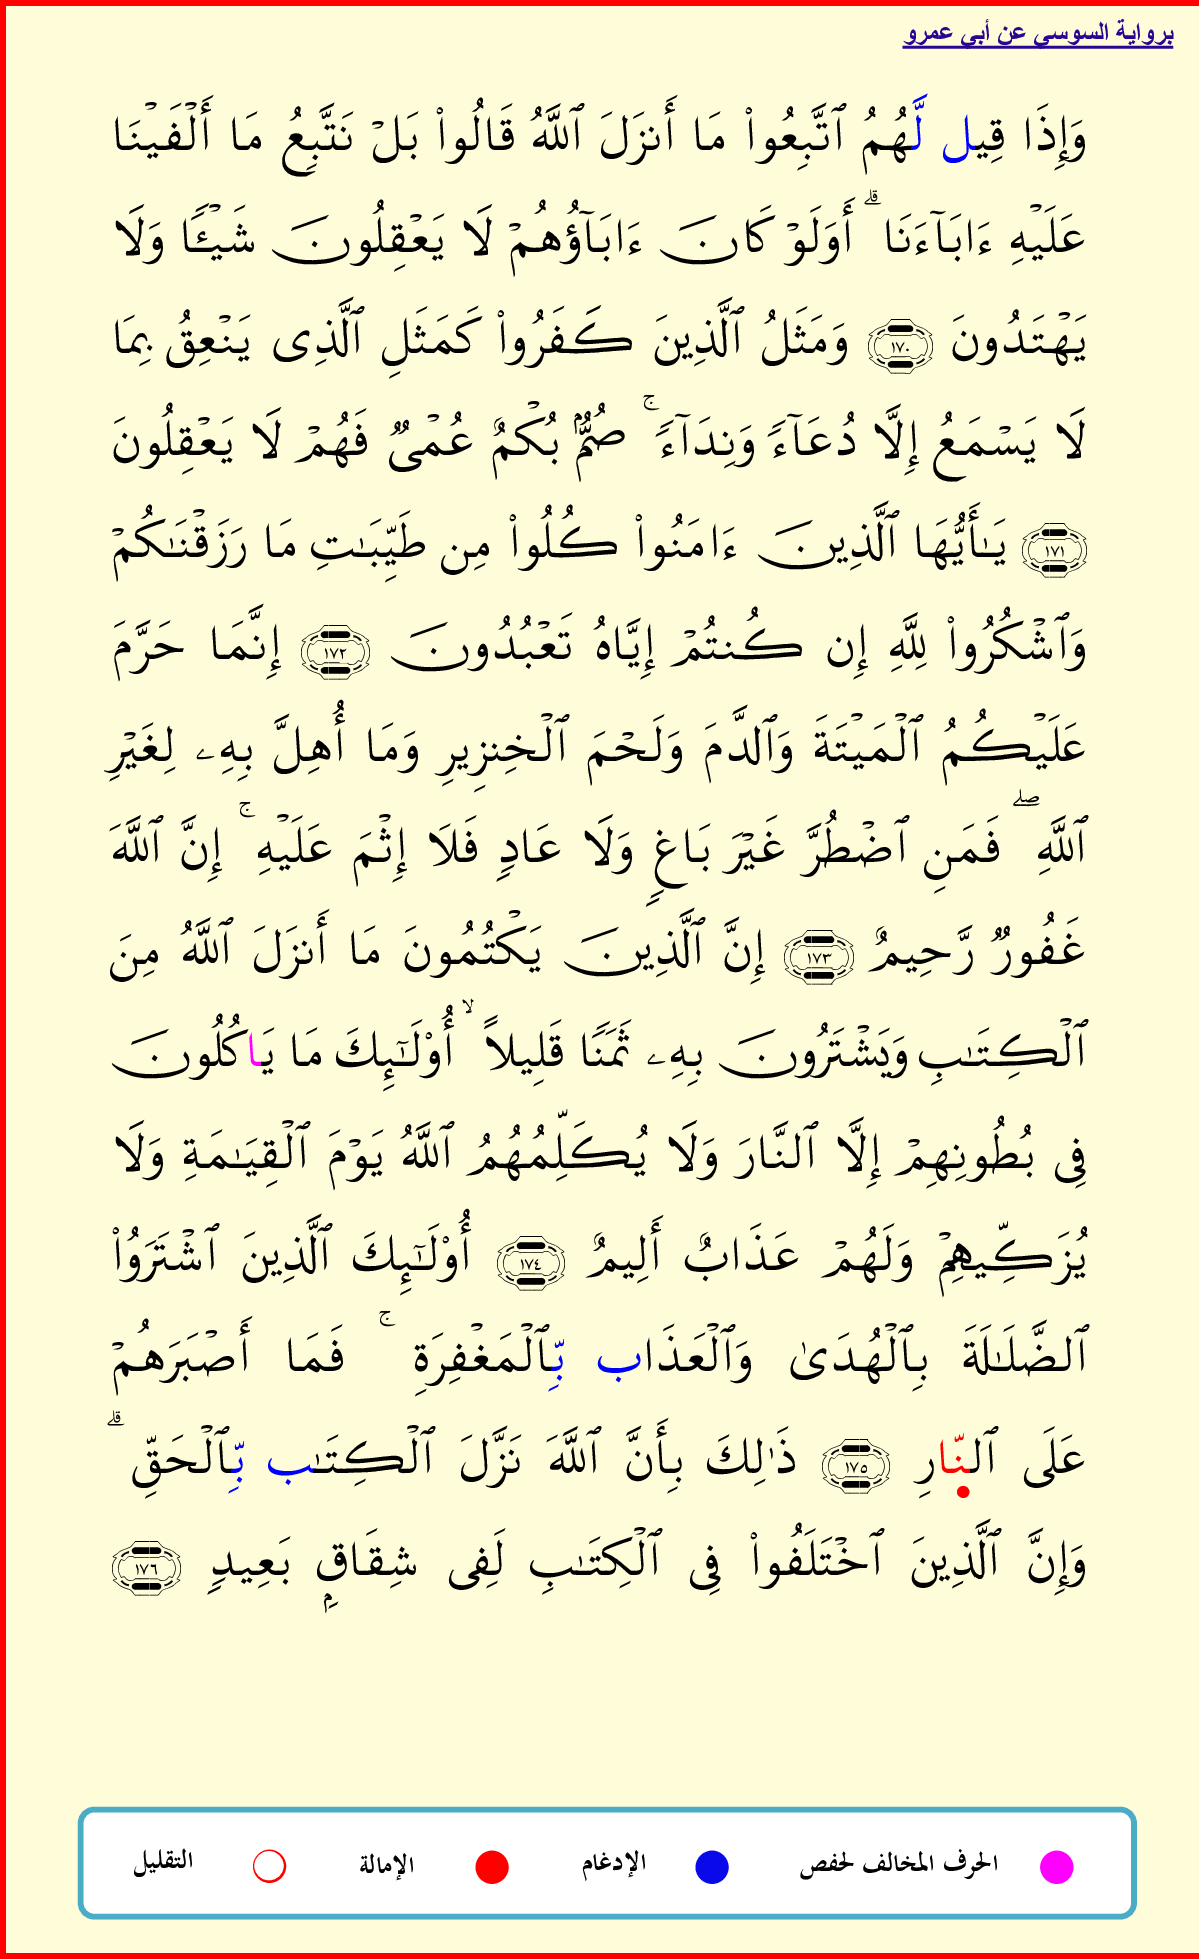 برواية السوسي عن أبي عمرو
وَإِذَا قِيل لَّهُمُ ٱتَّبِعُواْ مَا أَنزَلَ ٱللَّهُ قَالُواْ بَلْ نَتَّبِعُ مَا أَلْفَيْنَا
عَلَيْهِ ءَابَآءَنَا ۗ أَوَلَوْ كَانَ ءَابَآؤُهُمْ لَا يَعْقِلُونَ شَيْـًٔا وَلَا
يَهْتَدُونَ ١٧٠ وَمَثَلُ ٱلَّذِينَ كَفَرُواْ كَمَثَلِ ٱلَّذِى يَنْعِقُ بِمَا
لَا يَسْمَعُ إِلَّا دُعَآءً وَنِدَآءً ۚ صُمٌّۢ بُكْمٌ عُمْىٌ فَهُمْ لَا يَعْقِلُونَ
١٧١ يَـٰٓأَيُّهَا ٱلَّذِينَ ءَامَنُواْ كُلُواْ مِن طَيِّبَـٰتِ مَا رَزَقْنَـٰكُمْ
وَٱشْكُرُواْ لِلَّهِ إِن كُنتُمْ إِيَّاهُ تَعْبُدُونَ ١٧٢ إِنَّمَا حَرَّمَ
عَلَيْكُمُ ٱلْمَيْتَةَ وَٱلدَّمَ وَلَحْمَ ٱلْخِنزِيرِ وَمَا أُهِلَّ بِهِۦ لِغَيْرِ
ٱللَّهِ ۖ فَمَنِ ٱضْطُرَّ غَيْرَ بَاغٍ وَلَا عَادٍ فَلَا إِثْمَ عَلَيْهِ ۚ إِنَّ ٱللَّهَ
غَفُورٌ رَّحِيمٌ ١٧٣ إِنَّ ٱلَّذِينَ يَكْتُمُونَ مَا أَنزَلَ ٱللَّهُ مِنَ
ٱلْكِتَـٰبِ وَيَشْتَرُونَ بِهِۦ ثَمَنًا قَلِيلاً ۙ أُوْلَـٰٓئِكَ مَا يَاكُلُونَ
فِى بُطُونِهِمْ إِلَّا ٱلنَّارَ وَلَا يُكَلِّمُهُمُ ٱللَّهُ يَوْمَ ٱلْقِيَـٰمَةِ وَلَا
يُزَكِّيهِمْ وَلَهُمْ عَذَابٌ أَلِيمٌ ١٧٤ أُوْلَـٰٓئِكَ ٱلَّذِينَ ٱشْتَرَوُاْ
ٱلضَّلَـٰلَةَ بِٱلْهُدَىٰ وَٱلْعَذَاب بِّٱلْمَغْفِرَةِ ۚ فَمَا أَصْبَرَهُمْ
عَلَى ٱلنَّارِ ١٧٥ ذَٰلِكَ بِأَنَّ ٱللَّهَ نَزَّلَ ٱلْكِتَـٰب بِّٱلْحَقِّ ۗ
وَإِنَّ ٱلَّذِينَ ٱخْتَلَفُواْ فِى ٱلْكِتَـٰبِ لَفِى شِقَاقٍۭ بَعِيدٍ ١٧٦
الحرف المخالف لحفص الإدغام الإمالة التقليل